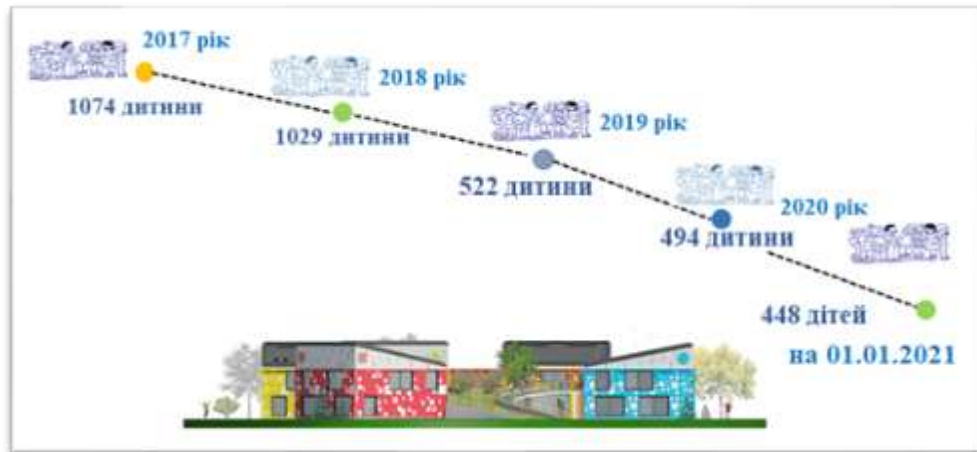 2017 рік
1074 дитини
2018 рік
1029 дитини
2019 рік
522 дитини
2020 рік
494 дитини
448 дітей
на 01.01.2021